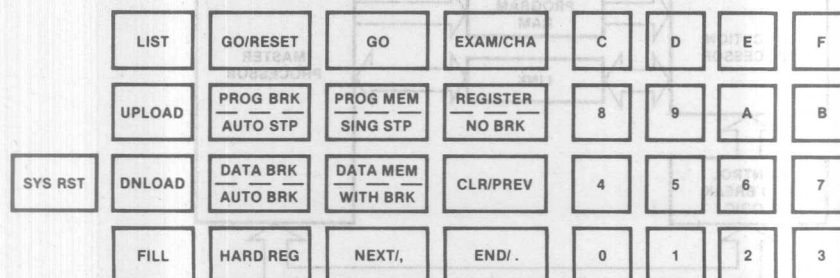 LIST GO/RESET GO EXAM/CHA C D E F
UPLOAD PROG BRK PROG MEM REGISTER 8 9 A B
AUTO STP SING STP NO BRK
SYS RST DNLOAD DATA BRK DATA MEM CLR/PREV 4 5 6 7
AUTO BRK WITH BRK
FILL HARD REG NEXT/, END/. 0 1 2 3